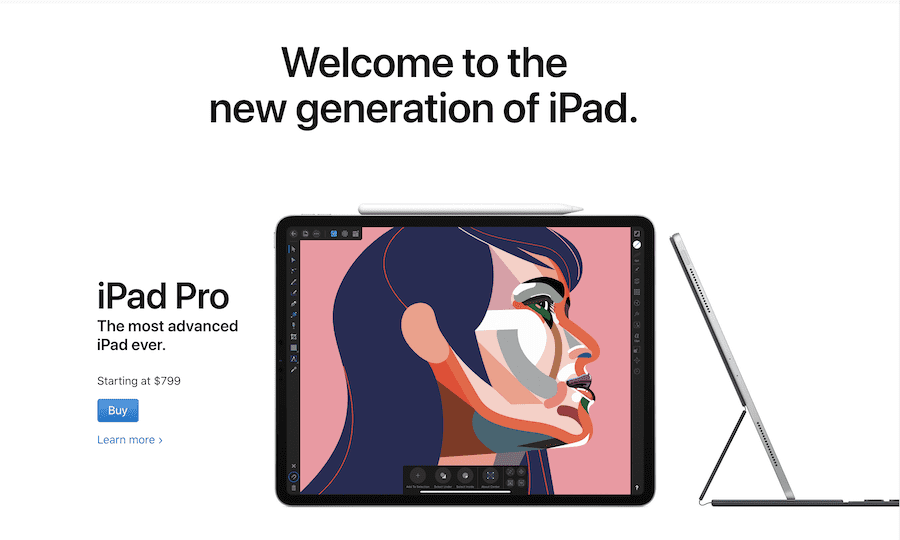 Welcome to the
new generation of iPad.
iPad Pro
The most advanced
iPad ever.
Starting at $799
Buy
Learn more ›